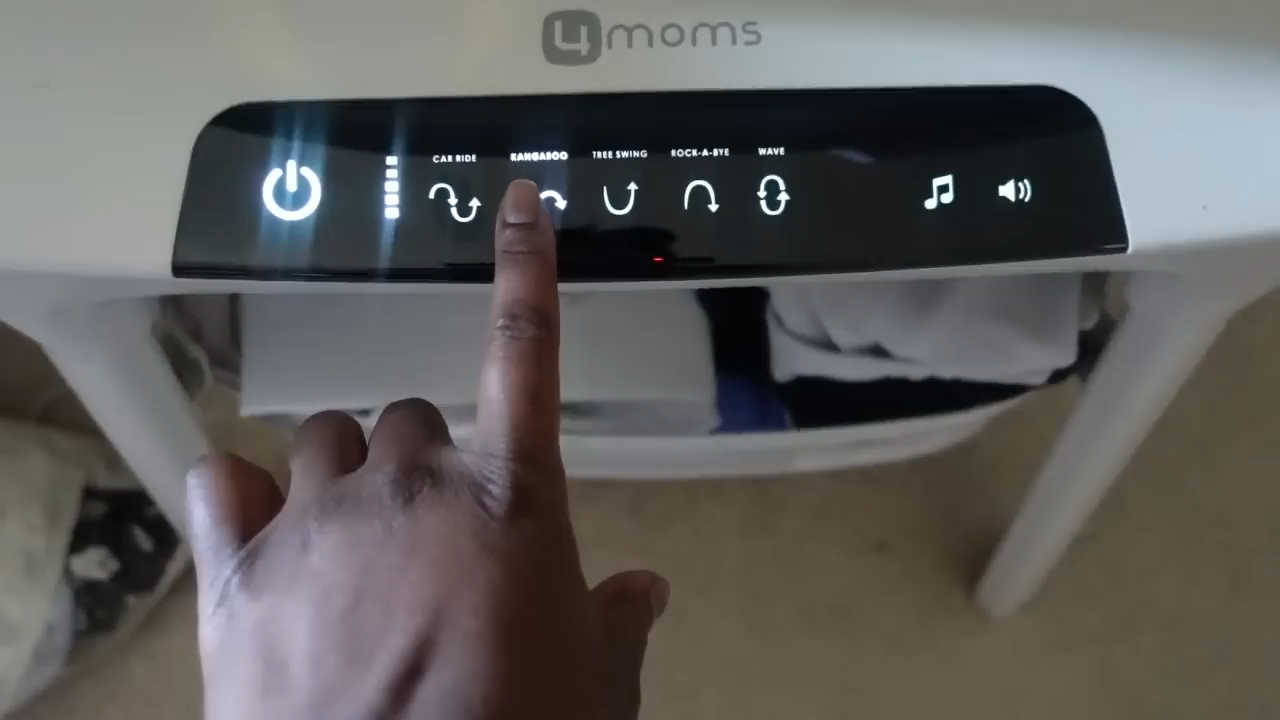 4moms
CAR RIDE
KANGAROO
TREE SWING
ROCK-A-BYE
WAVE